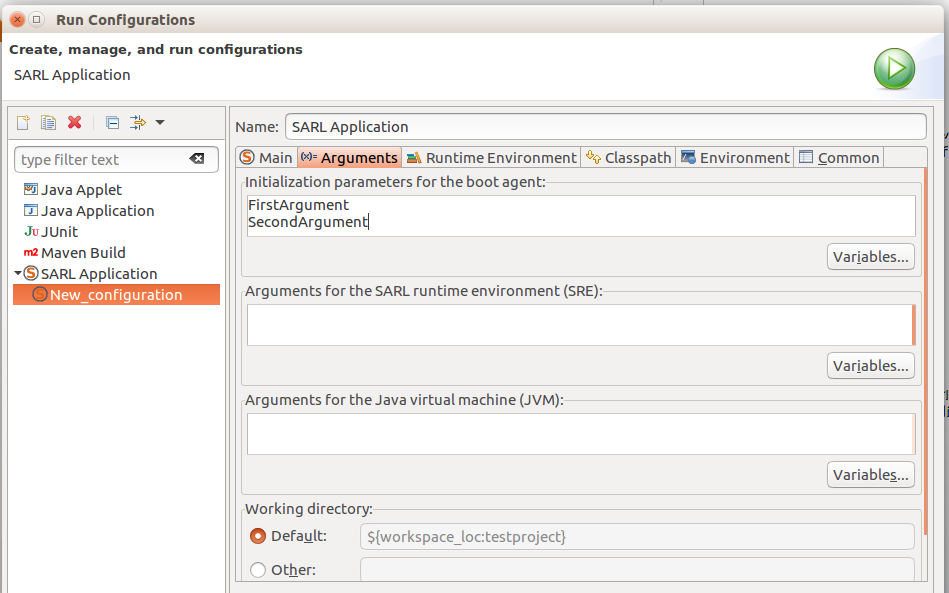 Run Configurations
Create, manage, and run configurations
SARL Application
type filter text
Java Applet
Java Application
Ju JUnit
m2 Maven Build
S SARL Application
S New_configuration
Name: SARL Application
S Main (x)= Arguments Runtime Environment Classpath Environment Common
Initialization parameters for the boot agent:
FirstArgument
SecondArgument
Variables...
Arguments for the SARL runtime environment (SRE):
Variables...
Arguments for the Java virtual machine (JVM):
Variables...
Working directory:
Default: ${workspace_loc:testproject}
Other: